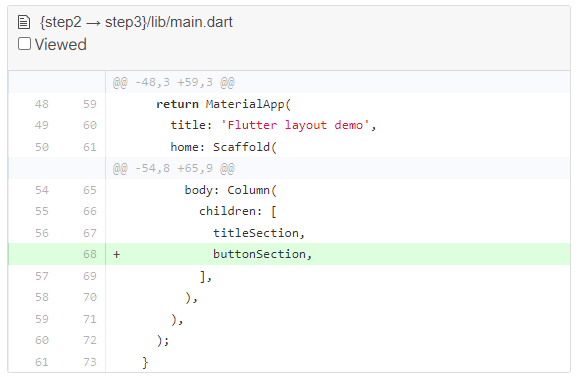 {step2 → step3}/lib/main.dart
Viewed
@@ -48,3 +59,3 @@
48 59 return MaterialApp(
49 60 title: 'Flutter layout demo',
50 61 home: Scaffold(
@@ -54,8 +65,9 @@
54 65 body: Column(
55 66 children: [
56 67 titleSection,
68 + buttonSection,
57 69 ],
58 70 ),
59 71 ),
60 72 );
61 73 }